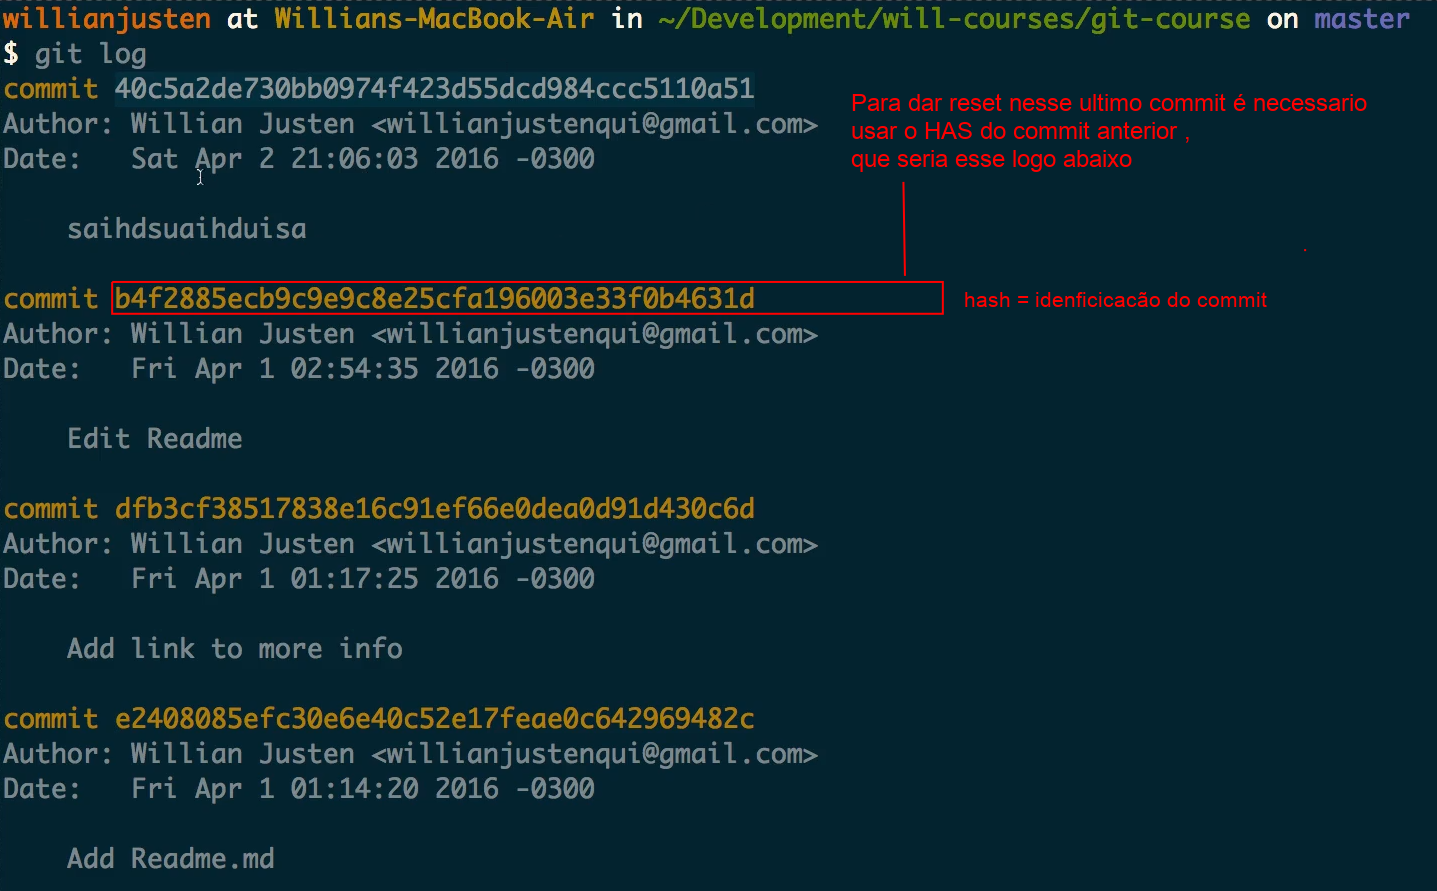 willianjusten at Willians-MacBook-Air in ~/Development/will-courses/git-course on master
$ git log
commit 40c5a2de730bb0974f423d55dcd984ccc5110a51
Author: Willian Justen <willianjustenqui@gmail.com>
Date:   Sat Apr 2 21:06:03 2016 -0300
Para dar reset nesse ultimo commit é necessario
usar o HAS do commit anterior ,
que seria esse logo abaixo
saihdsuaihduisa
commit b4f2885ecb9c9e9c8e25cfa196003e33f0b4631d
hash = idenficicacão do commit
Author: Willian Justen <willianjustenqui@gmail.com>
Date:   Fri Apr 1 02:54:35 2016 -0300
Edit Readme
commit dfb3cf38517838e16c91ef66e0dea0d91d430c6d
Author: Willian Justen <willianjustenqui@gmail.com>
Date:   Fri Apr 1 01:17:25 2016 -0300
Add link to more info
commit e2408085efc30e6e40c52e17feae0c642969482c
Author: Willian Justen <willianjustenqui@gmail.com>
Date:   Fri Apr 1 01:14:20 2016 -0300
Add Readme.md